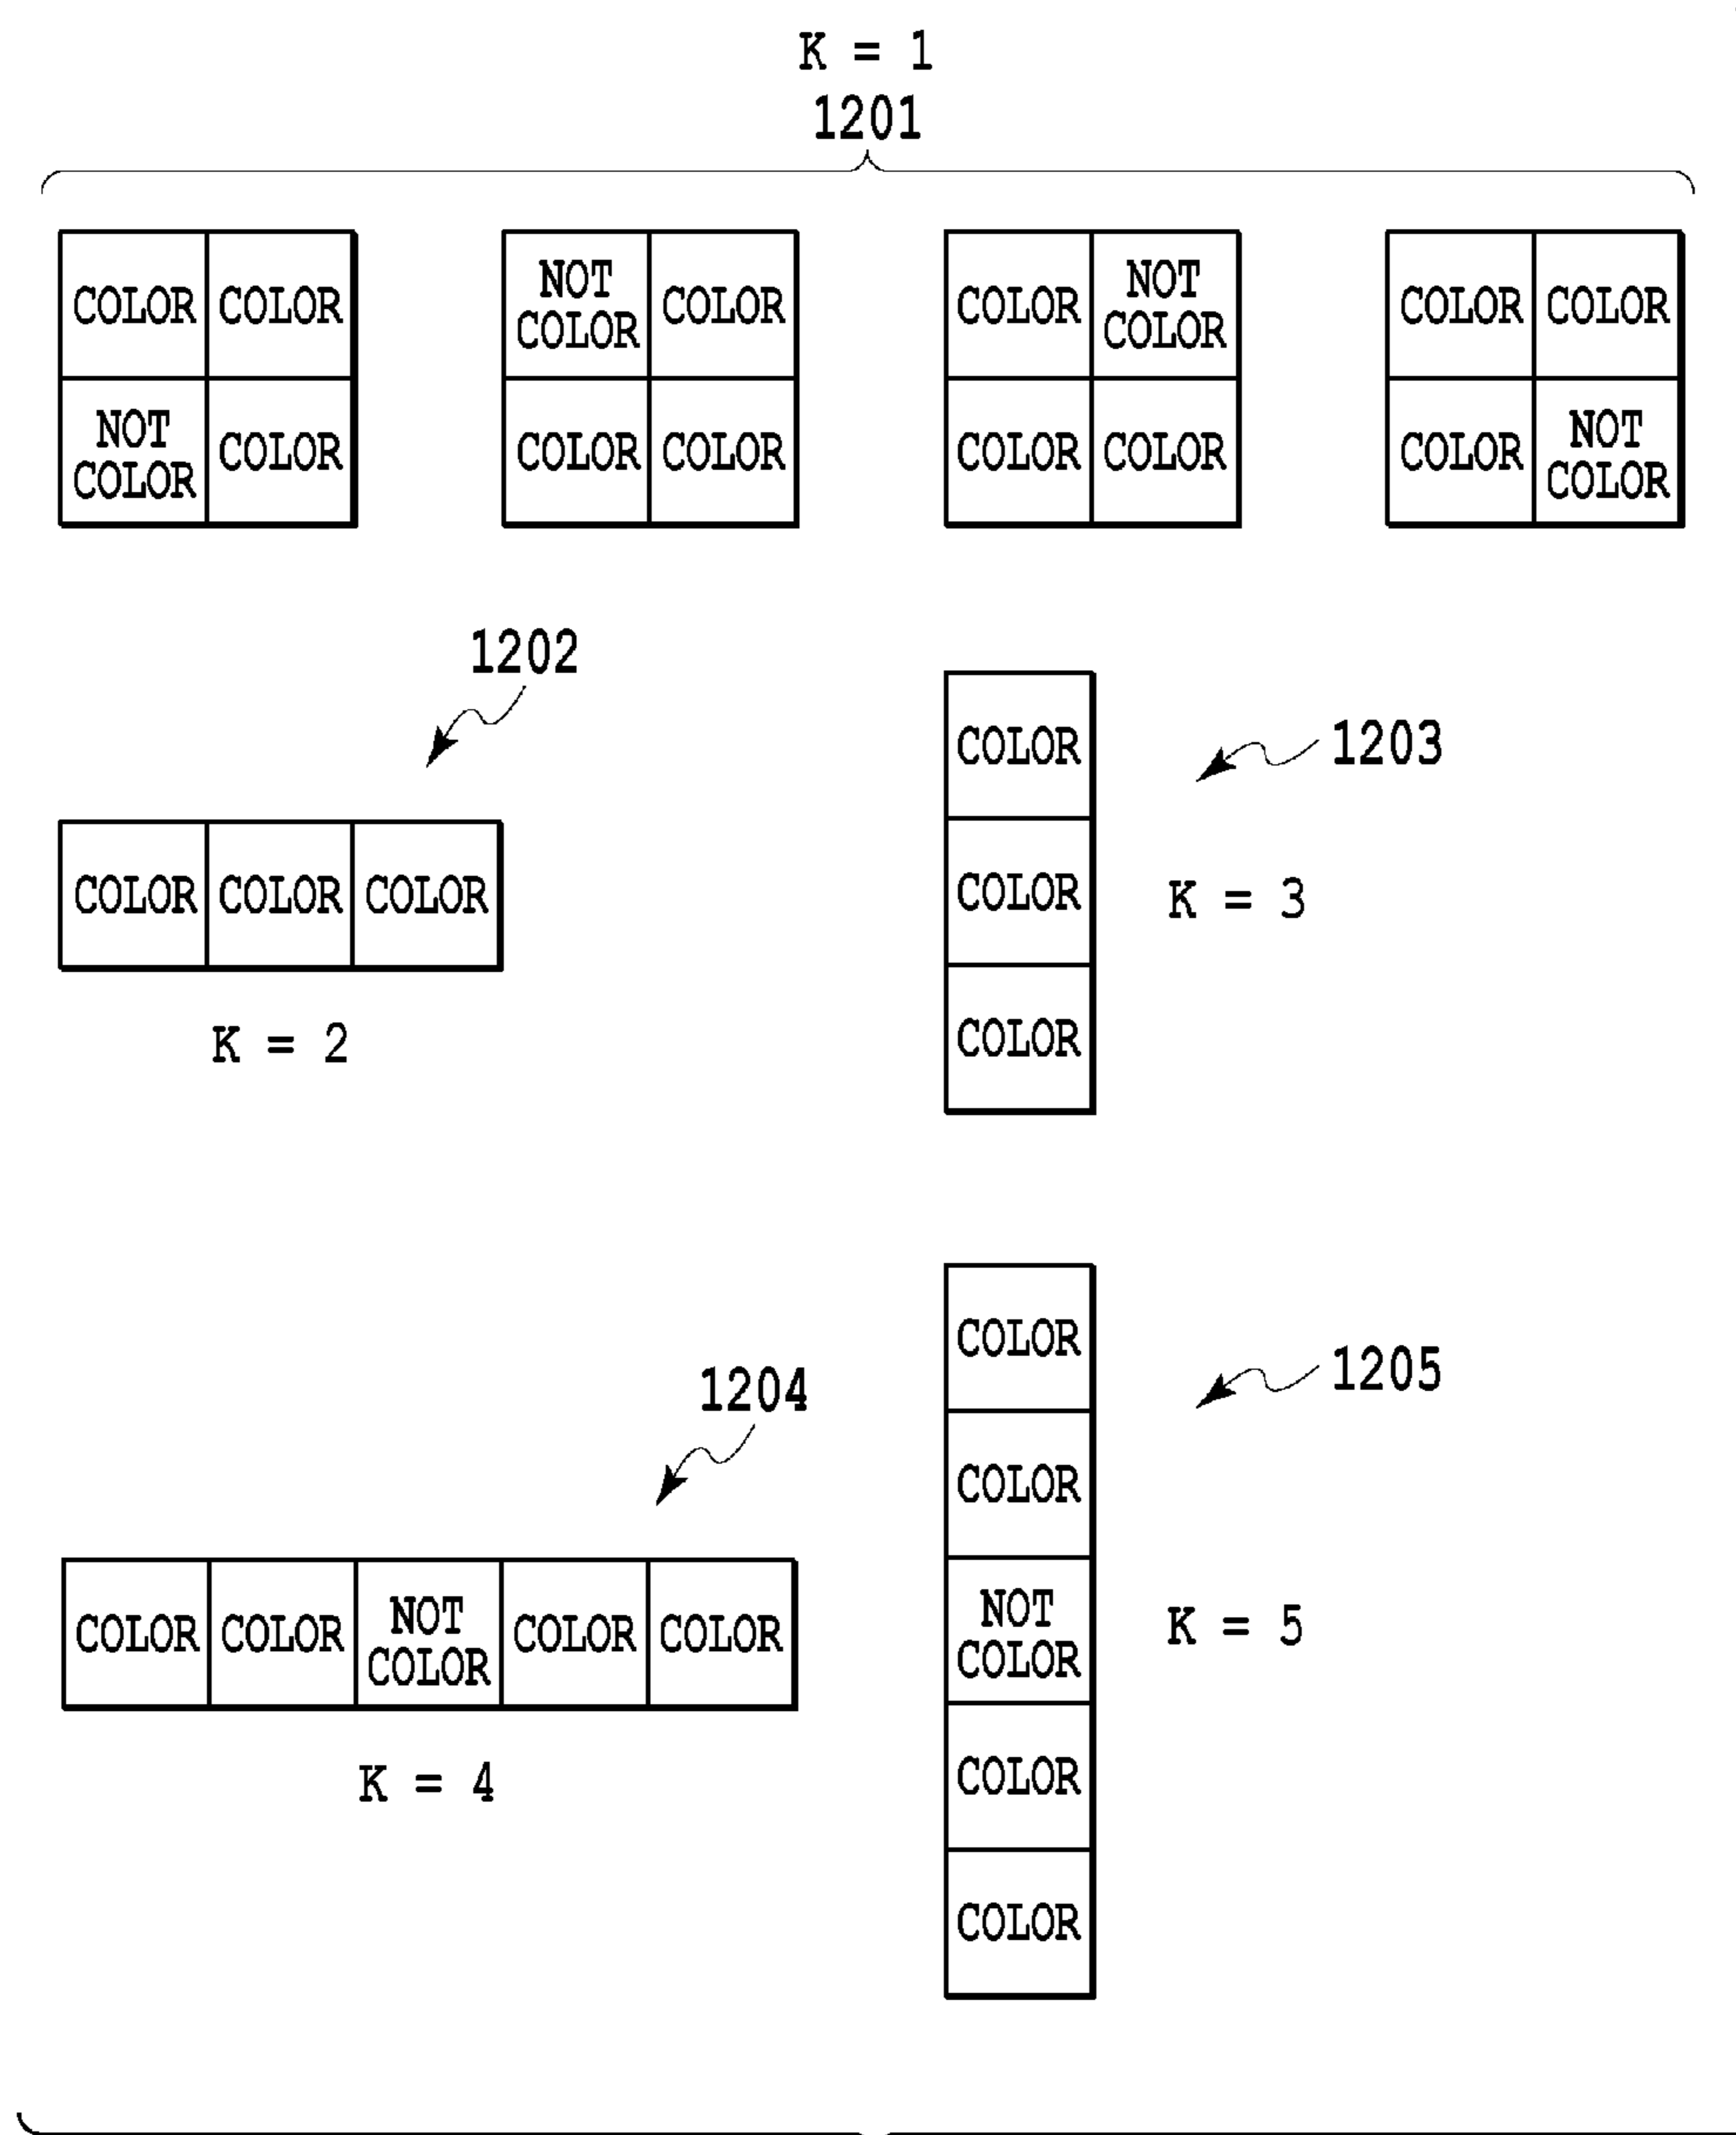 K = 1
1201
COLOR COLOR NOT COLOR COLOR COLOR NOT COLOR COLOR COLOR
NOT COLOR COLOR COLOR COLOR COLOR COLOR COLOR NOT COLOR
1202
1203
COLOR
COLOR COLOR COLOR
K = 2
COLOR
COLOR
K = 3
1204
1205
COLOR COLOR NOT COLOR COLOR COLOR
K = 4
COLOR
COLOR
NOT
COLOR
COLOR
COLOR
K = 5